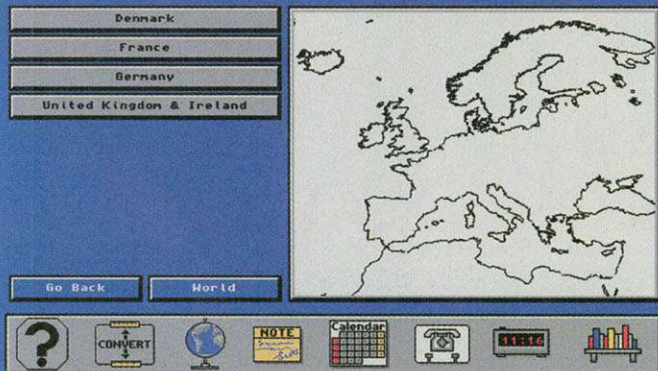 Denmark
France
Germany
United Kingdom & Ireland
Go Back
World
?
CONVERT
NOTE
Calendar
11:16